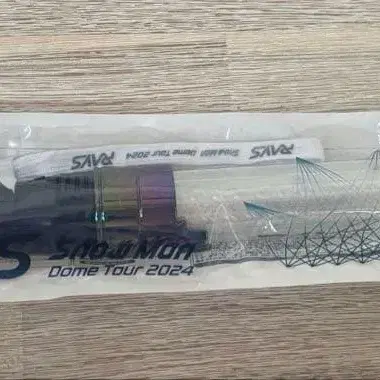 RAYS Snow Man Dome Tour 2024 RAYS
S
Snow Man
Dome Tour 2024